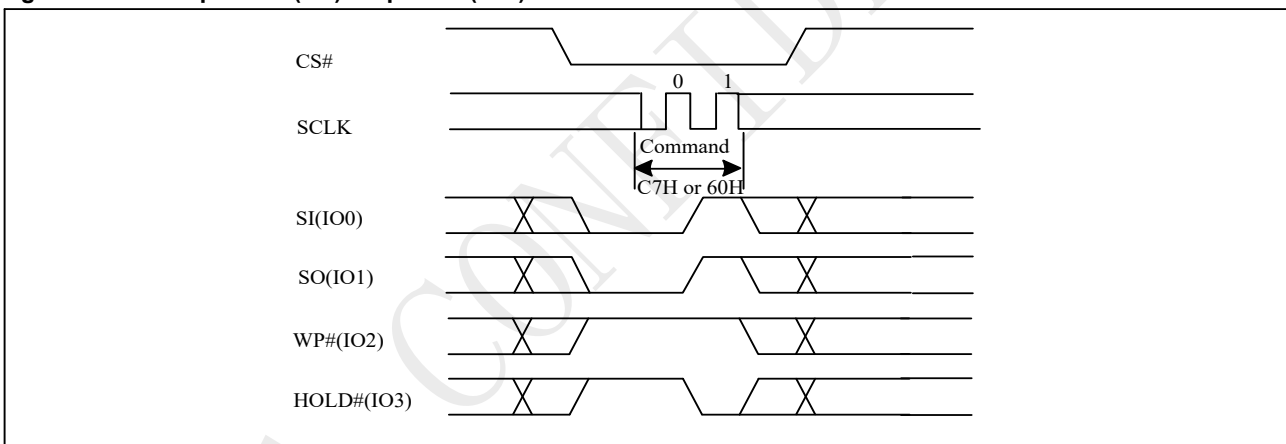 CS#
0 1
SCLK
Command
C7H or 60H
SI(IO0)
SO(IO1)
WP#(IO2)
HOLD#(IO3)